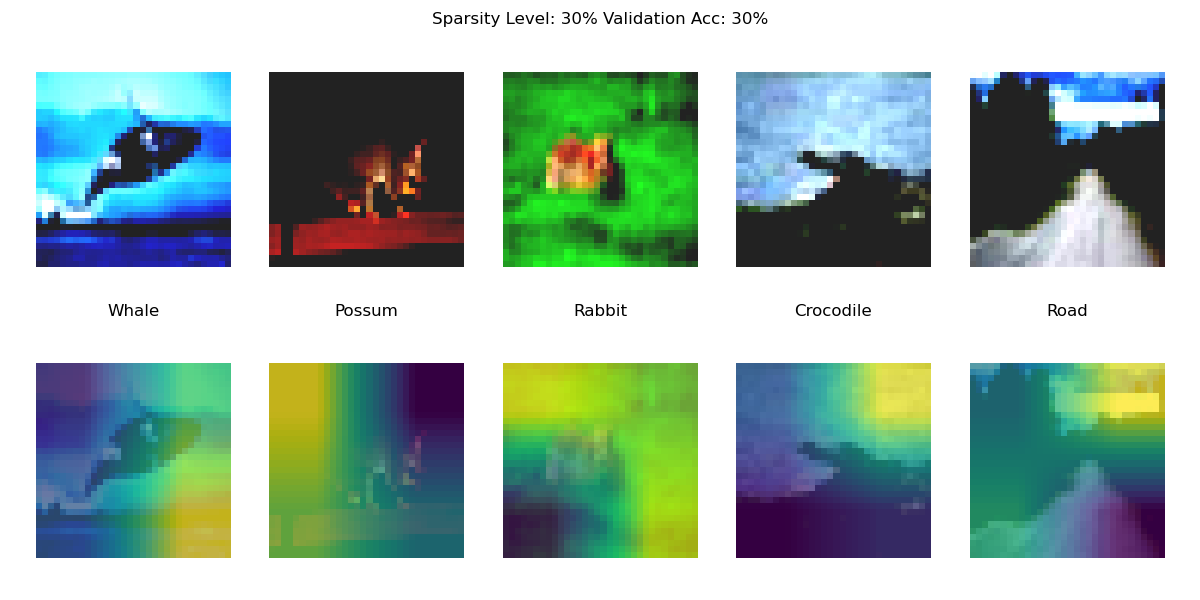 Sparsity Level: 30% Validation Acc: 30%
Whale
Possum
Rabbit
Crocodile
Road